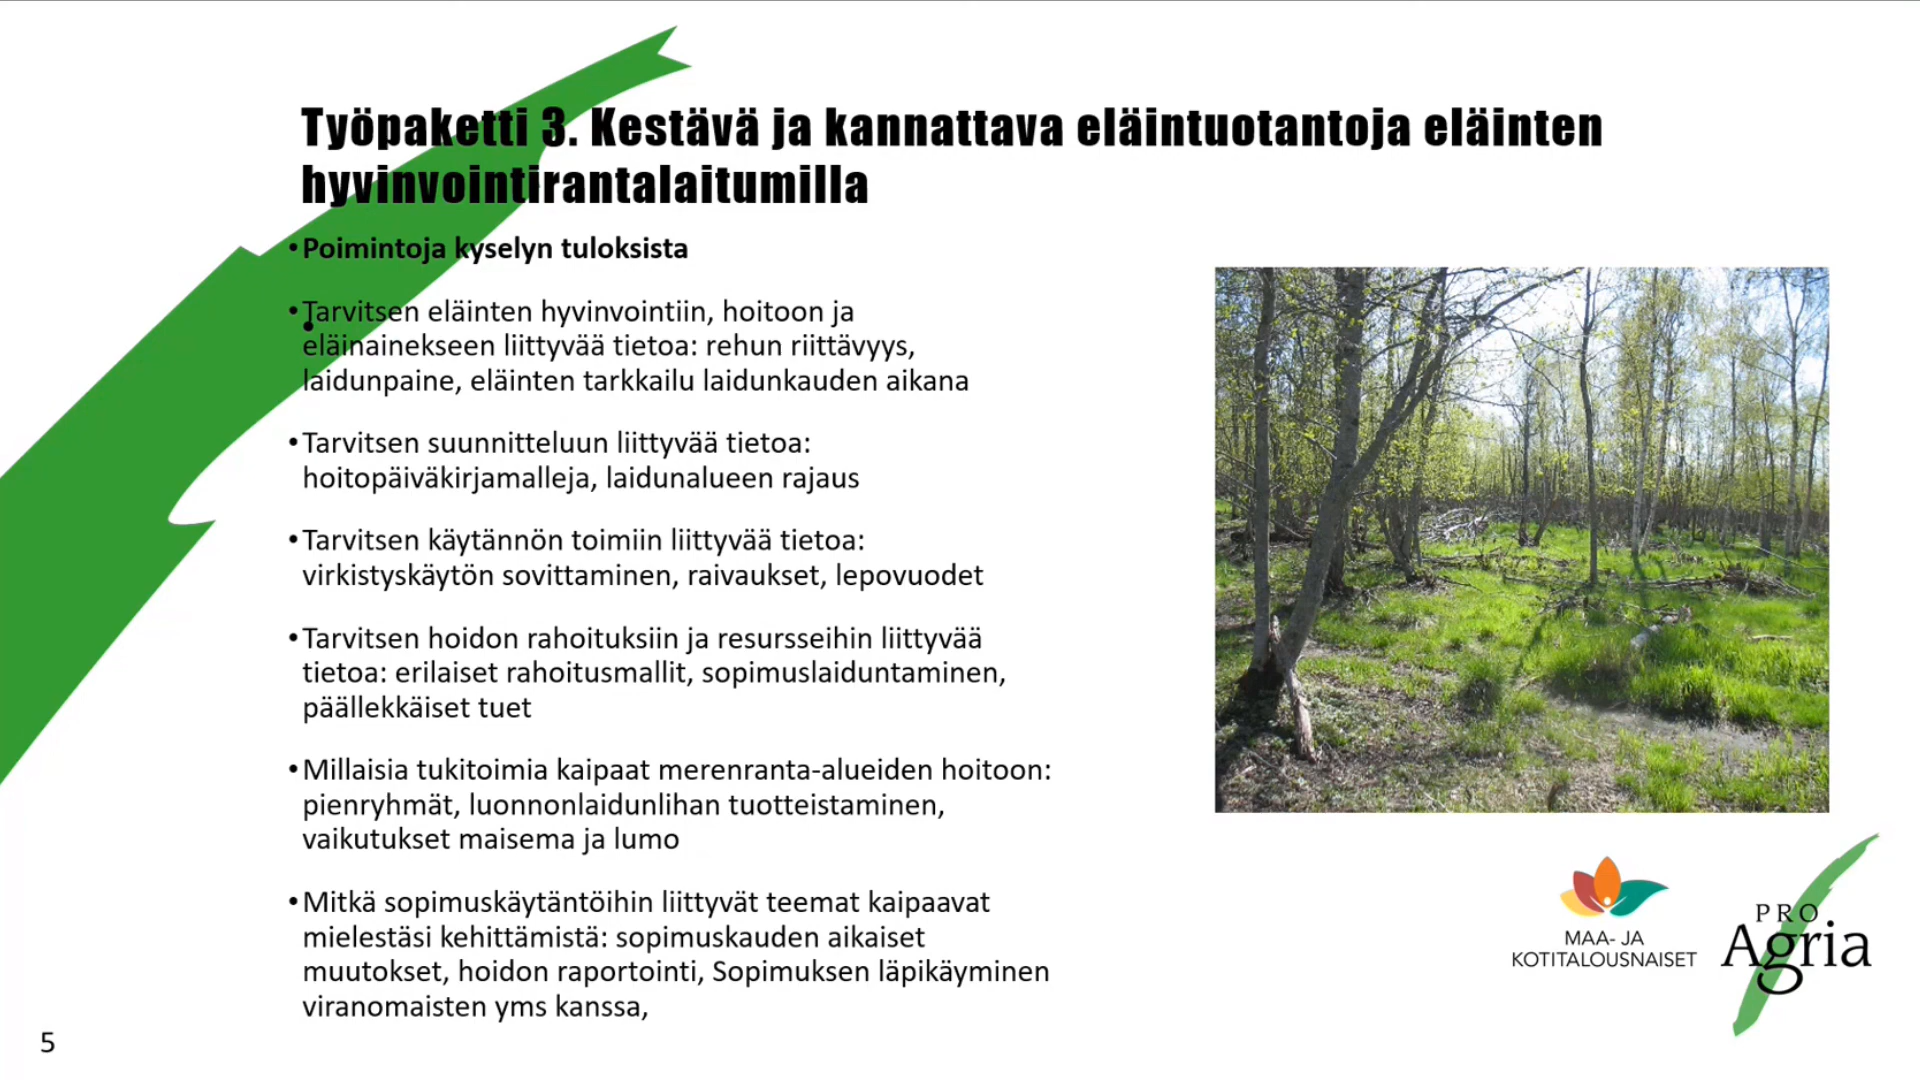 Työpaketti 3. Kestävä ja kannattava eläintuotantoja eläinten
hyvinvointirantalaitumilla
•Poimintoja kyselyn tuloksista
•Tarvitsen eläinten hyvinvointiin, hoitoon ja
eläinainekseen liittyvää tietoa: rehun riittävyys,
laidunpaine, eläinten tarkkailu laidunkauden aikana
•Tarvitsen suunnitteluun liittyvää tietoa:
hoitopäiväkirjamalleja, laidunalueen rajaus
•Tarvitsen käytännön toimiin liittyvää tietoa:
virkistyskäytön sovittaminen, raivaukset, lepovuodet
•Tarvitsen hoidon rahoituksiin ja resursseihin liittyvää
tietoa: erilaiset rahoitusmallit, sopimuslaiduntaminen,
päällekkäiset tuet
•Millaisia tukitoimia kaipaat merenranta-alueiden hoitoon:
pienryhmät, luonnonlaidunlihan tuotteistaminen,
vaikutukset maisema ja lumo
•Mitkä sopimuskäytäntöihin liittyvät teemat kaipaavat
mielestäsi kehittämistä: sopimuskauden aikaiset
muutokset, hoidon raportointi, Sopimuksen läpikäyminen
viranomaisten yms kanssa,
MAA- JA
KOTITALOUSNAISET
PRO
Agria
5